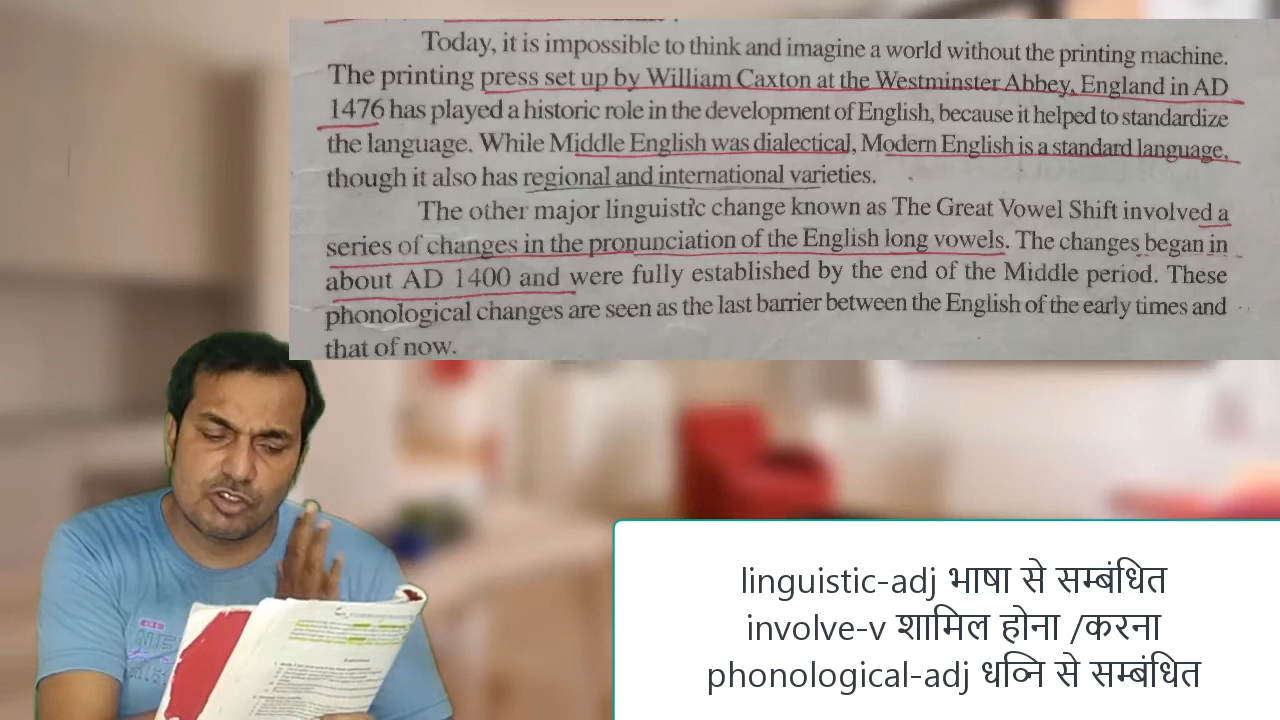 Today, it is impossible to think and imagine a world without the printing machine.
The printing press set up by William Caxton at the Westminster Abbey, England in AD
1476 has played a historic role in the development of English, because it helped to standardize
the language. While Middle English was dialectical, Modern English is a standard language,
though it also has regional and international varieties.
The other major linguistic change known as The Great Vowel Shift involved a
series of changes in the pronunciation of the English long vowels. The changes began in
about AD 1400 and were fully established by the end of the Middle period. These
phonological changes are seen as the last barrier between the English of the early times and
that of now.
linguistic-adj भाषा से सम्बंधित
involve-v शामिल होना /करना
phonological-adj धव्नि से सम्बंधित